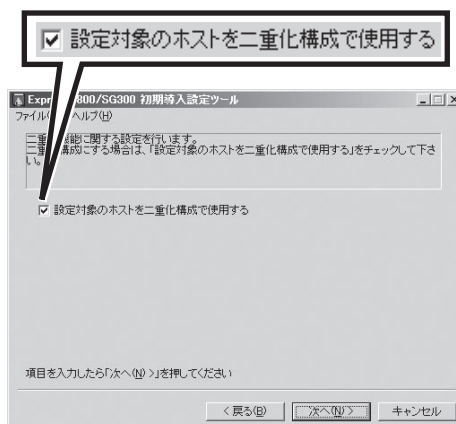 設定対象のホストを二重化構成で使用する
Expr 800/SG300 初期導入設定ツール
ファイル ヘルプ(H)
二重 機能に関する設定を行います。
二重 構成にする場合は、「設定対象のホストを二重化構成で使用する」をチェックして下さい。
設定対象のホストを二重化構成で使用する
項目を入力したら「次へ(N) >」を押してください
< 戻る(B) 次へ(N) > キャンセル